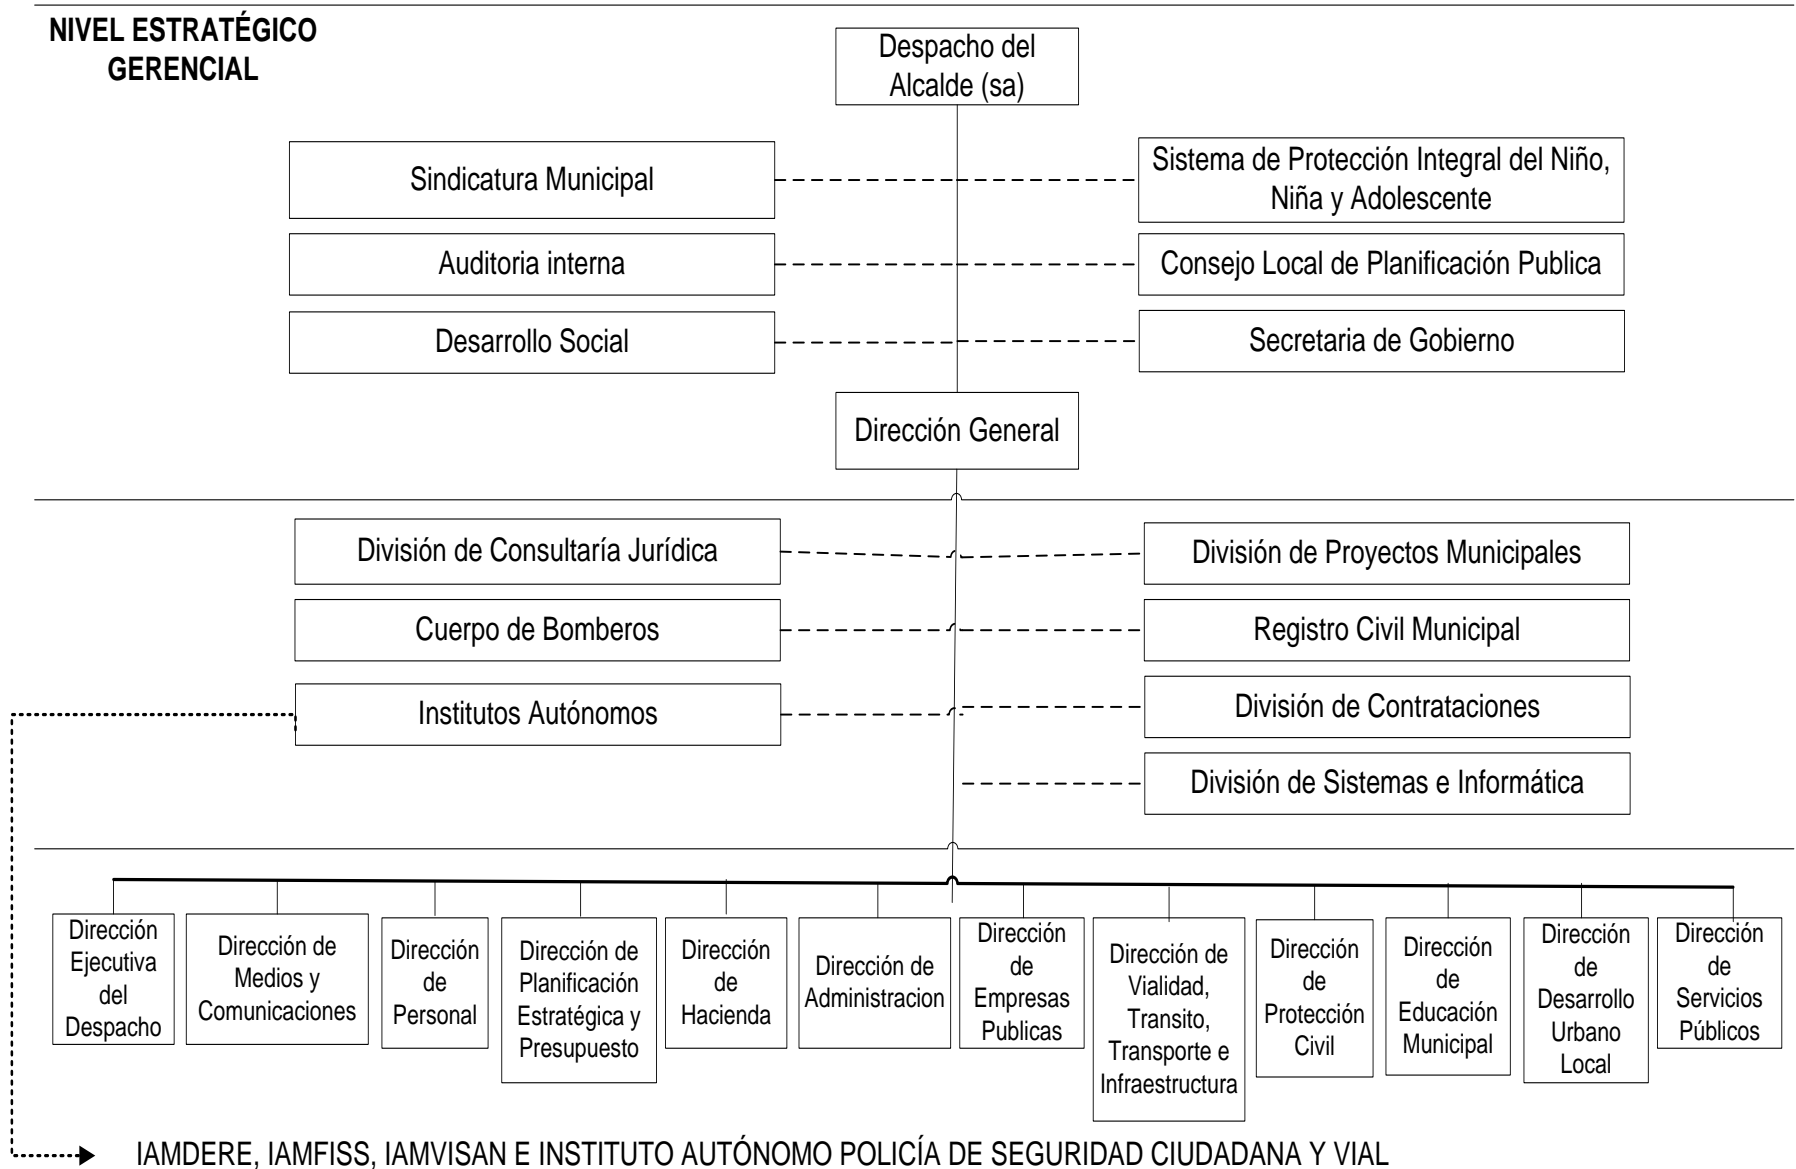 NIVEL ESTRATÉGICO
GERENCIAL
Despacho del
Alcalde (sa)
Sindicatura Municipal
Sistema de Protección Integral del Niño,
Niña y Adolescente
Auditoria interna
Consejo Local de Planificación Publica
Desarrollo Social
Secretaria de Gobierno
Dirección General
División de Consultaría Jurídica
División de Proyectos Municipales
Cuerpo de Bomberos
Registro Civil Municipal
Institutos Autónomos
División de Contrataciones
División de Sistemas e Informática
Dirección
Ejecutiva
del
Despacho
Dirección de
Medios y
Comunicaciones
Dirección
de
Personal
Dirección de
Planificación
Estratégica y
Presupuesto
Dirección
de
Hacienda
Dirección de
Administracion
Dirección
de
Empresas
Publicas
Dirección de
Vialidad,
Transito,
Transporte e
Infraestructura
Dirección
de
Protección
Civil
Dirección
de
Educación
Municipal
Dirección
de
Desarrollo
Urbano
Local
Dirección
de
Servicios
Públicos
IAMDERE, IAMFISS, IAMVISAN E INSTITUTO AUTÓNOMO POLICÍA DE SEGURIDAD CIUDADANA Y VIAL